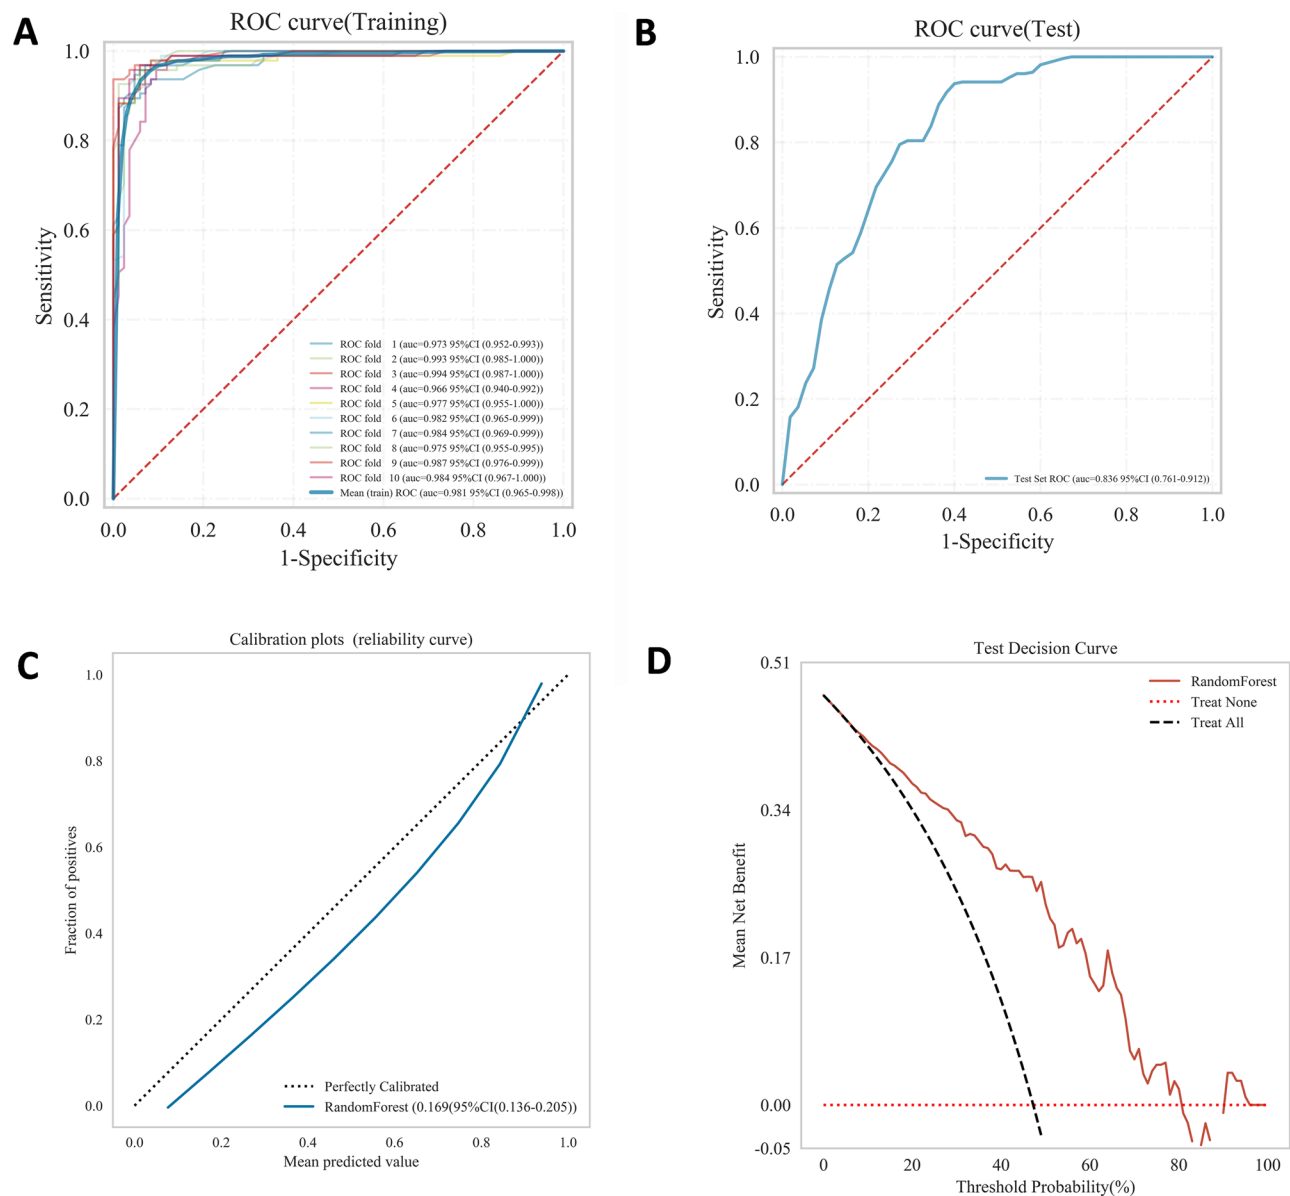 A
ROC curve(Training)
1.0
0.8
0.6
0.4
0.2
0.0
Sensitivity
ROC fold 1 (auc=0.973 95%CI (0.952-0.993))
ROC fold 2 (auc=0.993 95%CI (0.985-1.000))
ROC fold 3 (auc=0.994 95%CI (0.987-1.000))
ROC fold 4 (auc=0.966 95%CI (0.940-0.992))
ROC fold 5 (auc=0.977 95%CI (0.955-1.000))
ROC fold 6 (auc=0.982 95%CI (0.965-0.999))
ROC fold 7 (auc=0.984 95%CI (0.969-0.999))
ROC fold 8 (auc=0.975 95%CI (0.955-0.995))
ROC fold 9 (auc=0.987 95%CI (0.976-0.999))
ROC fold 10 (auc=0.984 95%CI (0.967-1.000))
Mean (train) ROC (auc=0.981 95%CI (0.965-0.998))
0.0 0.2 0.4 0.6 0.8 1.0
1-Specificity
B
ROC curve(Test)
1.0
0.8
0.6
0.4
0.2
0.0
Sensitivity
Test Set ROC (auc=0.836 95%CI (0.761-0.912))
0.0 0.2 0.4 0.6 0.8 1.0
1-Specificity
C
Calibration plots (reliability curve)
1.0
0.8
0.6
0.4
0.2
0.0
Fraction of positives
Perfectly Calibrated
RandomForest (0.169(95%CI(0.136-0.205))
0.0 0.2 0.4 0.6 0.8 1.0
Mean predicted value
D
Test Decision Curve
0.51
0.34
0.17
0.00
-0.05
Mean Net Benefit
RandomForest
Treat None
Treat All
0 20 40 60 80 100
Threshold Probability(%)